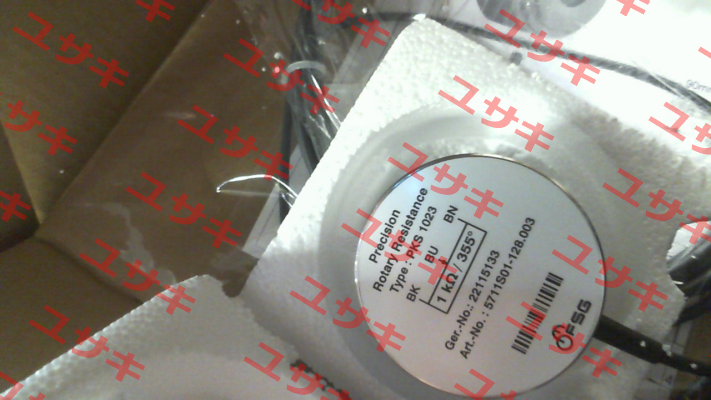 Precision
Rotary Resistance
Type : PKS 1023
BK BU BN
1 kΩ / 355°
Ger.-No.: 22115133
Art.-No.: 5711S01-128.003
FSG
ユサキ